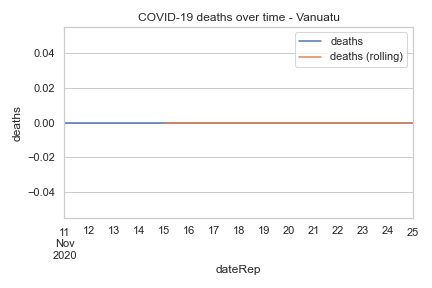 COVID-19 deaths over time - Vanuatu
deaths
deaths (rolling)
0.04
0.02
0.00
−0.02
−0.04
deaths
11 12 13 14 15 16 17 18 19 20 21 22 23 24 25
Nov
2020
dateRep